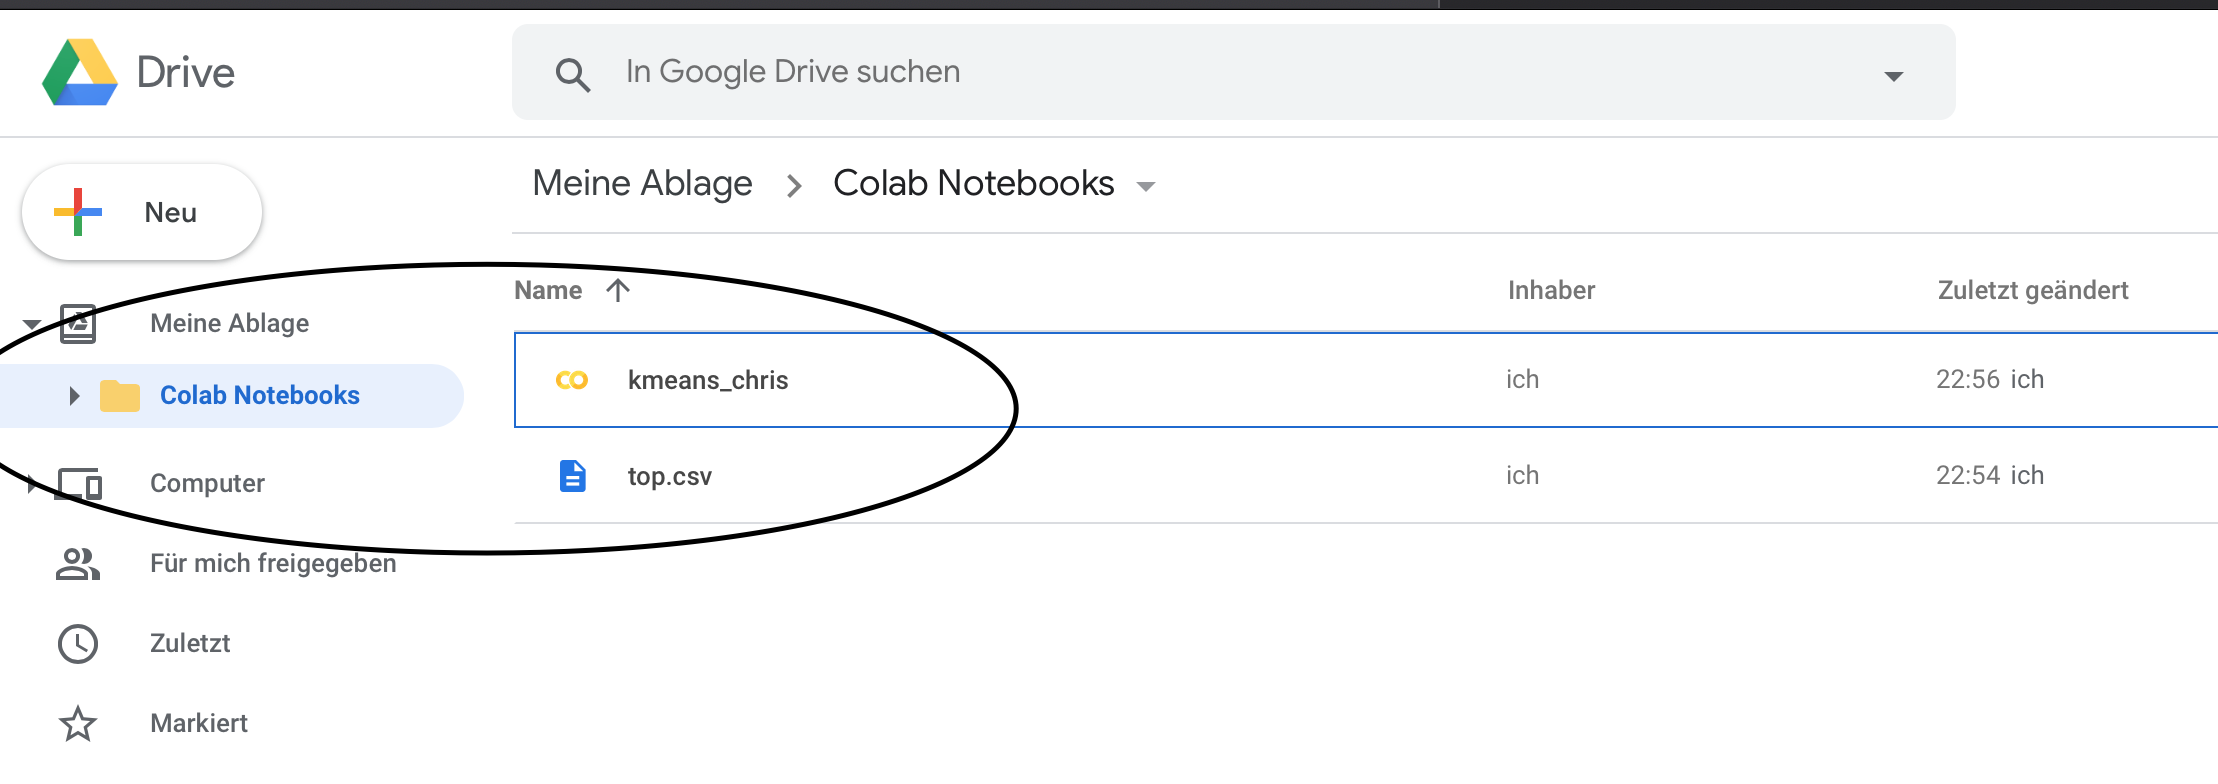 Drive
In Google Drive suchen
Neu
Meine Ablage
Colab Notebooks
Computer
Für mich freigegeben
Zuletzt
Markiert
Meine Ablage > Colab Notebooks
Name Inhaber Zuletzt geändert
kmeans_chris ich 22:56 ich
top.csv ich 22:54 ich